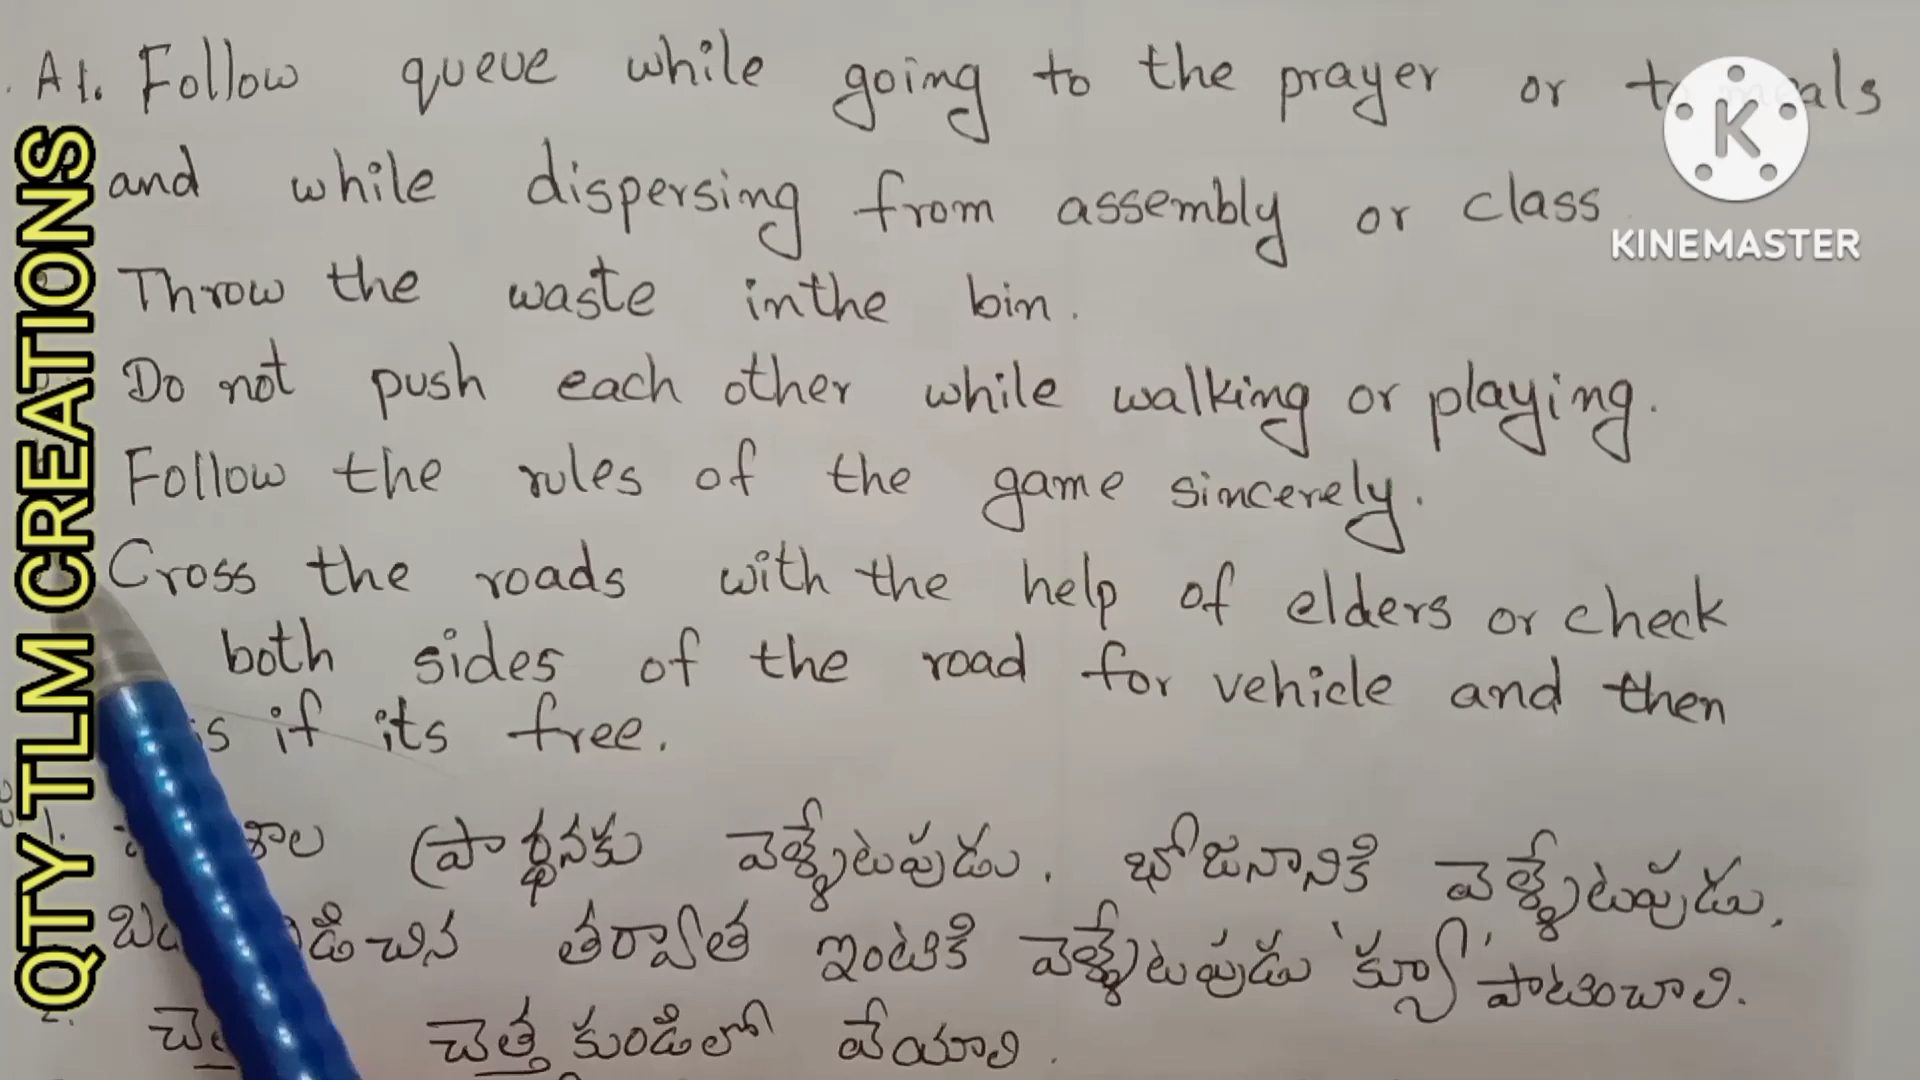 A1. Follow queue while going to the prayer or to meals
and while dispersing from assembly or class
Throw the waste inthe bin.
Do not push each other while walking or playing.
Follow the rules of the game sincerely.
Cross the roads with the help of elders or check
both sides of the road for vehicle and then
if its free.
ప్రార్థనకు వెళ్ళేటపుడు. భోజనానికి వెళ్ళేటప్పుడు,
తర్వాత ఇంటికి వెళ్ళేటపుడు 'క్యూ' పాటించాలి.
చెత్త కుండిలో వేయాలి.
QTY TLM CREATIONS
K
KINEMASTER